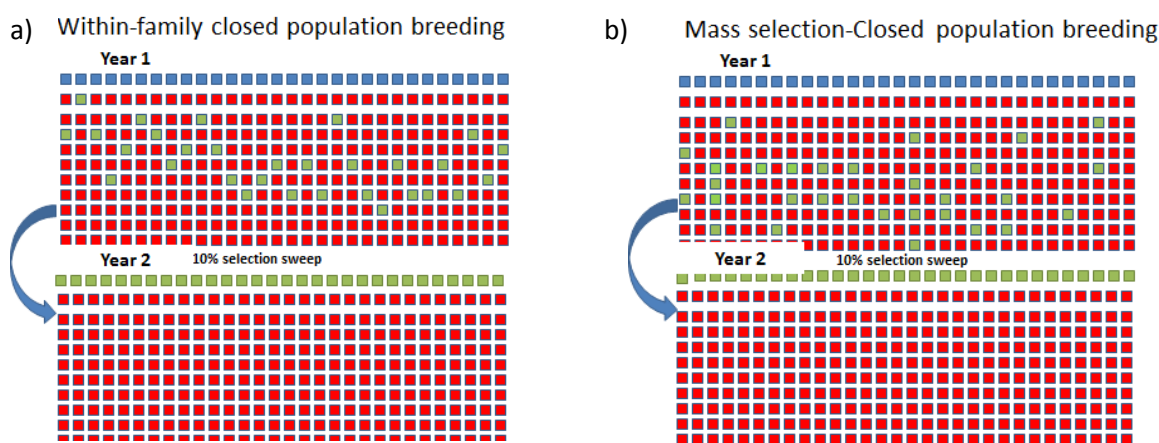 a) Within-family closed population breeding
Year 1
Year 2 10% selection sweep
b) Mass selection-Closed population breeding
Year 1
Year 2 10% selection sweep